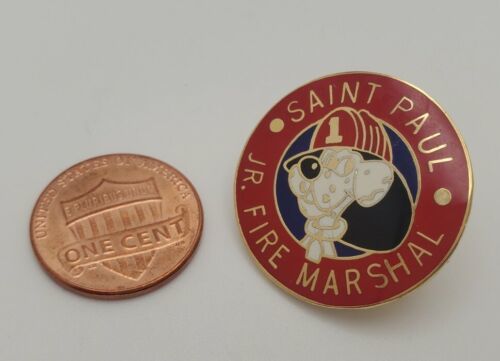 UNITED STATES OF AMERICA
E PLURIBUS UNUM
ONE CENT
SAINT PAUL
1
JR. FIRE MARSHAL